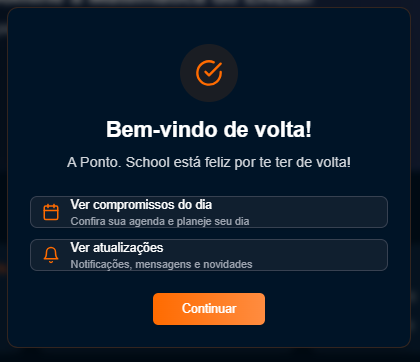 Bem-vindo de volta!
A Ponto. School está feliz por te ter de volta!
Ver compromissos do dia
Confira sua agenda e planeje seu dia
Ver atualizações
Notificações, mensagens e novidades
Continuar